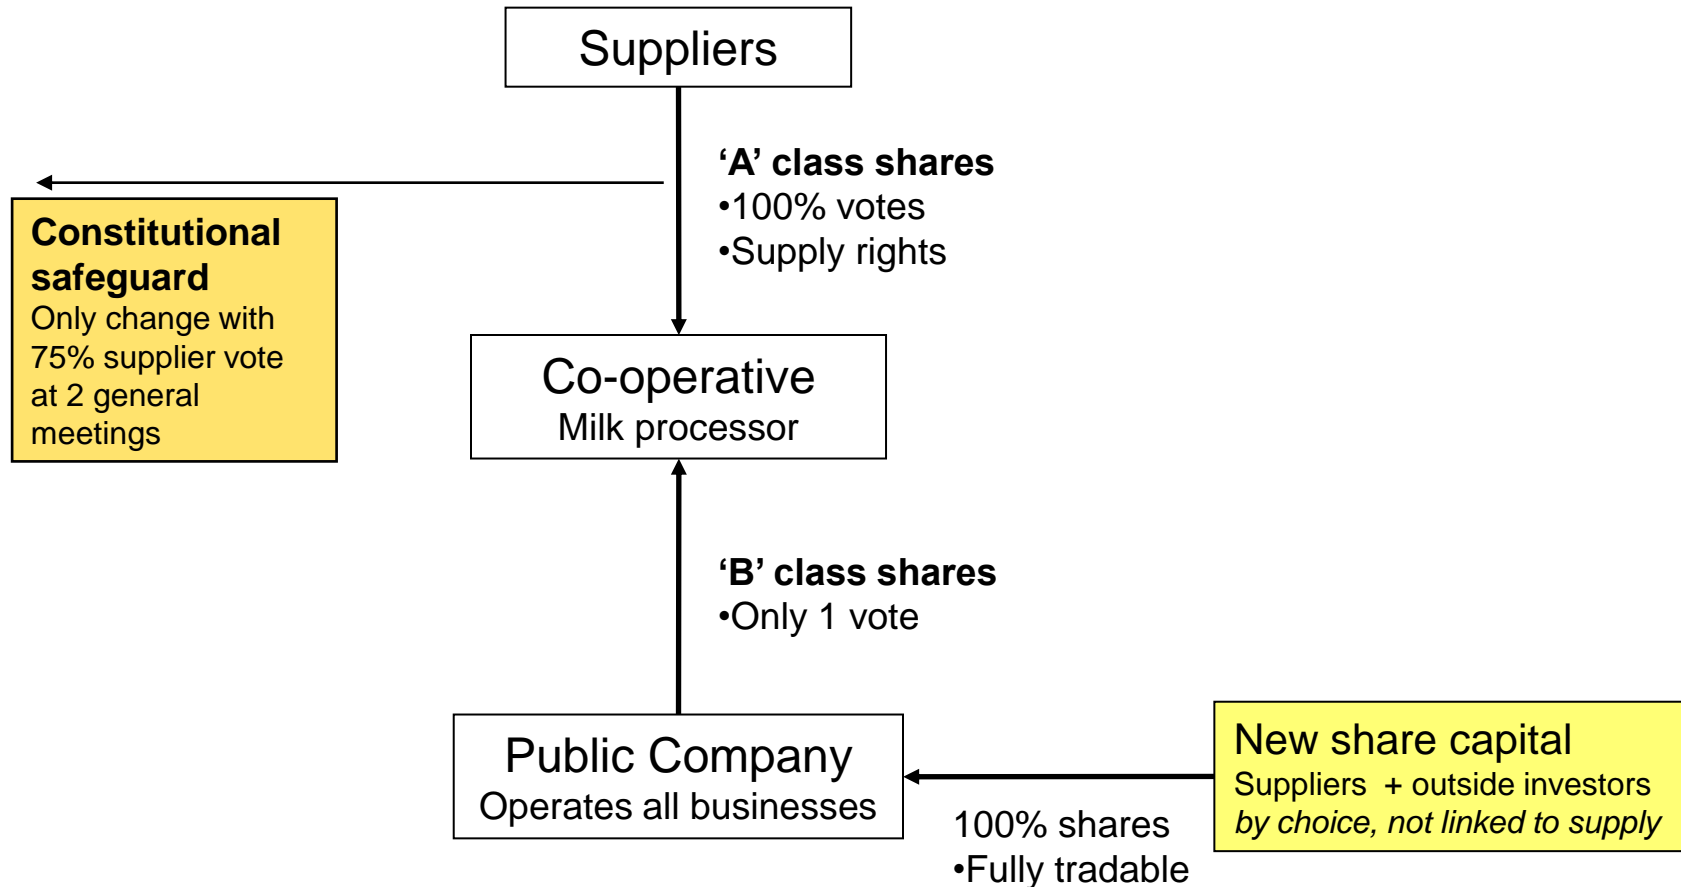 Suppliers
‘A’ class shares
•100% votes
•Supply rights
Constitutional
safeguard
Only change with
75% supplier vote
at 2 general
meetings
Co-operative
Milk processor
‘B’ class shares
•Only 1 vote
Public Company
Operates all businesses
New share capital
Suppliers + outside investors
by choice, not linked to supply
100% shares
•Fully tradable